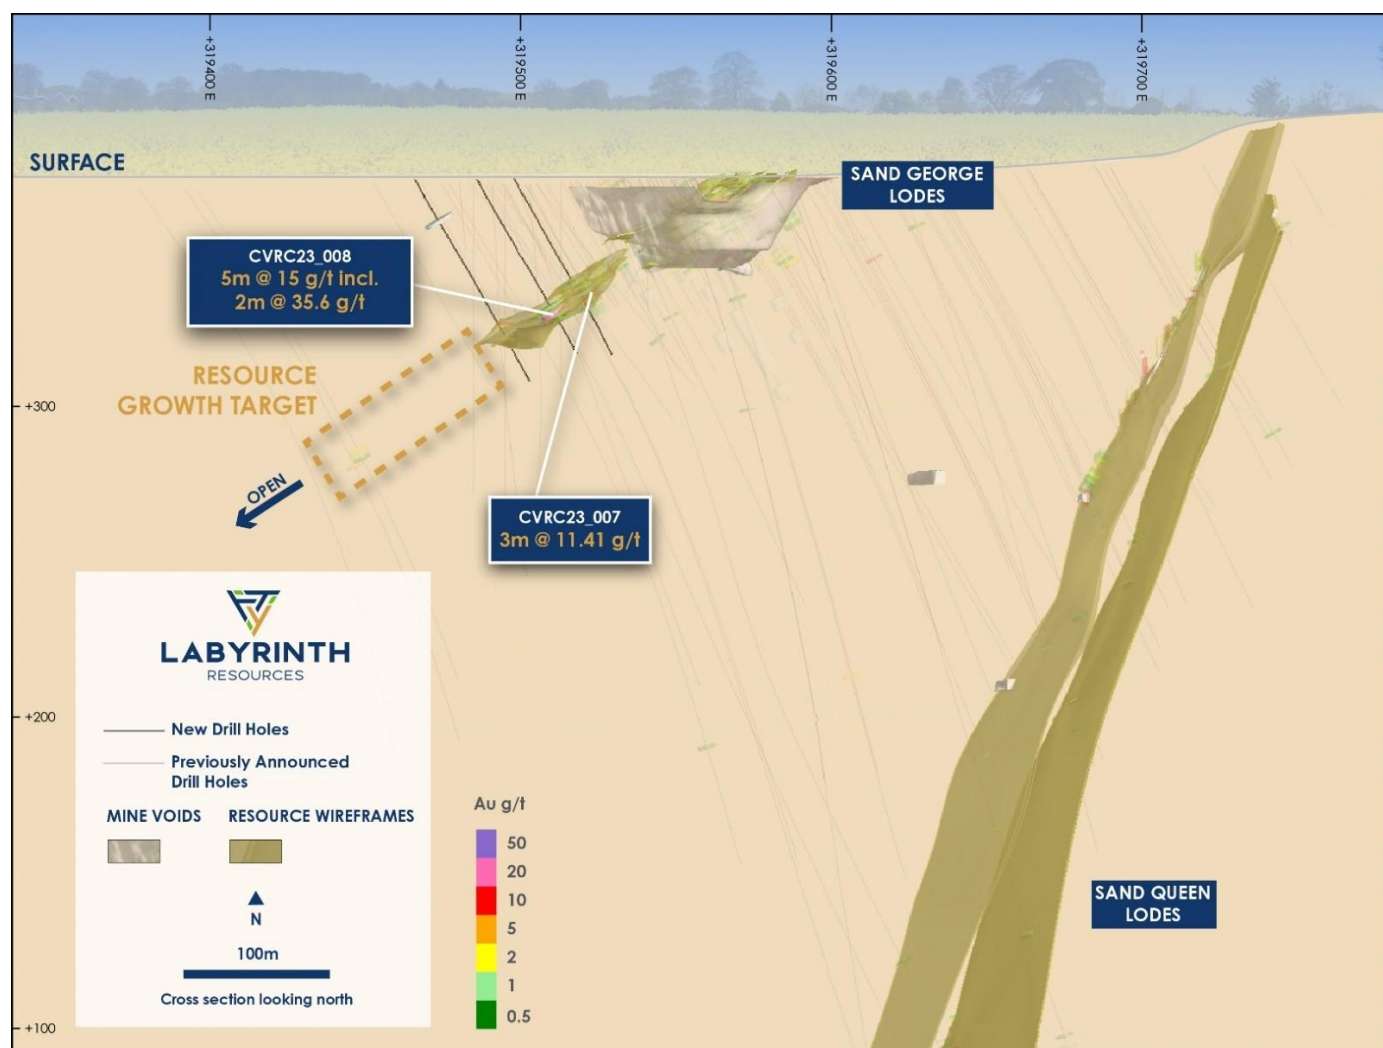 +319400 E
+319500 E
+319600 E
+319700 E
SURFACE
SAND GEORGE
LODES
CVRC23_008
5m @ 15 g/t incl.
2m @ 35.6 g/t
RESOURCE
GROWTH TARGET
+300
OPEN
CVRC23_007
3m @ 11.41 g/t
LABYRINTH
RESOURCES
New Drill Holes
Previously Announced
Drill Holes
MINE VOIDS
RESOURCE WIREFRAMES
N
100m
Cross section looking north
+200
Au g/t
50
20
10
5
2
1
0.5
SAND QUEEN
LODES
+100